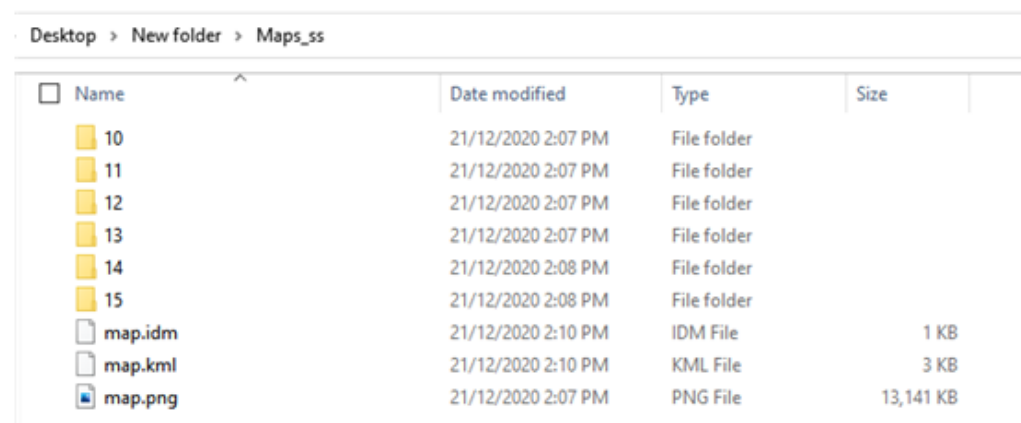 Desktop > New folder > Maps_ss
Name Date modified Type Size
10 21/12/2020 2:07 PM File folder
11 21/12/2020 2:07 PM File folder
12 21/12/2020 2:07 PM File folder
13 21/12/2020 2:07 PM File folder
14 21/12/2020 2:08 PM File folder
15 21/12/2020 2:08 PM File folder
map.idm 21/12/2020 2:10 PM IDM File 1 KB
map.kml 21/12/2020 2:10 PM KML File 3 KB
map.png 21/12/2020 2:07 PM PNG File 13,141 KB